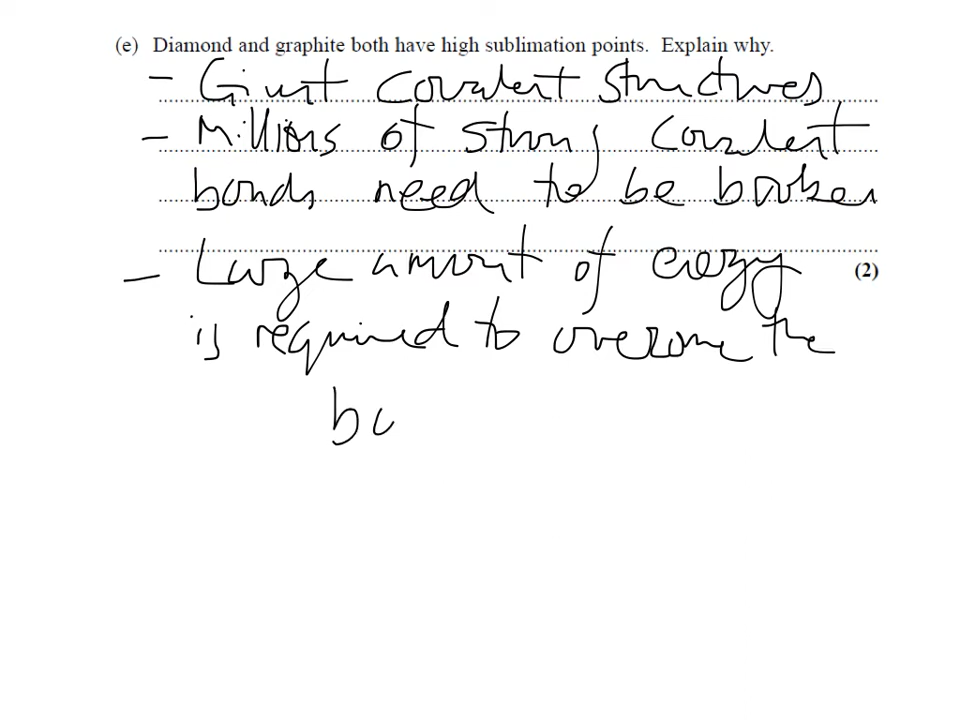 (e) Diamond and graphite both have high sublimation points. Explain why.
- Giant covalent structures
- Millions of strong covalent
bonds need to be broken
- Large amount of energy
(2)
is required to overcome the
bo